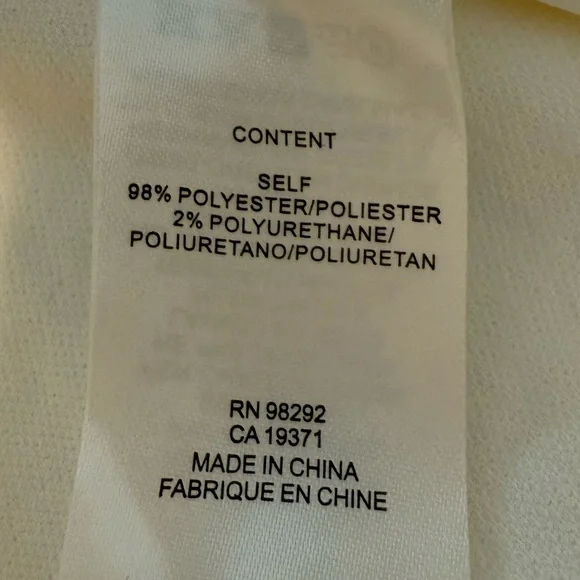 CONTENT
SELF
98% POLYESTER/POLIESTER
2% POLYURETHANE/
POLIURETANO/POLIURETAN
RN 98292
CA 19371
MADE IN CHINA
FABRIQUE EN CHINE